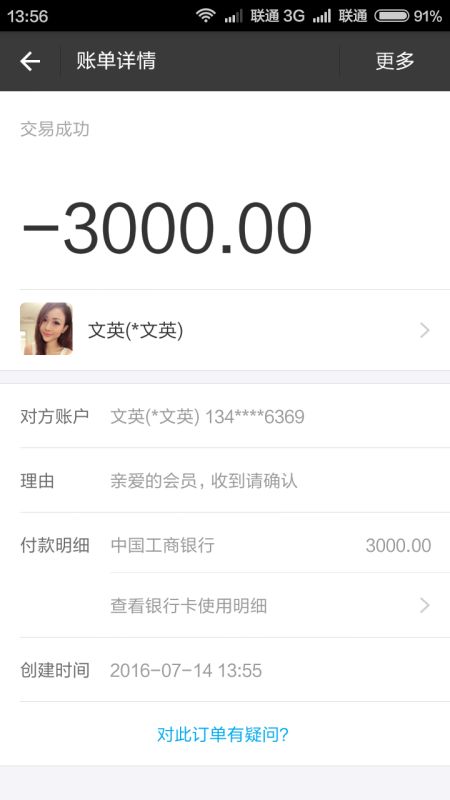 13:56 联通 3G 联通 91%
账单详情 更多
交易成功
-3000.00
文英(*文英)
对方账户 文英(*文英) 134****6369
理由 亲爱的会员，收到请确认
付款明细 中国工商银行 3000.00
查看银行卡使用明细
创建时间 2016-07-14 13:55
对此订单有疑问?